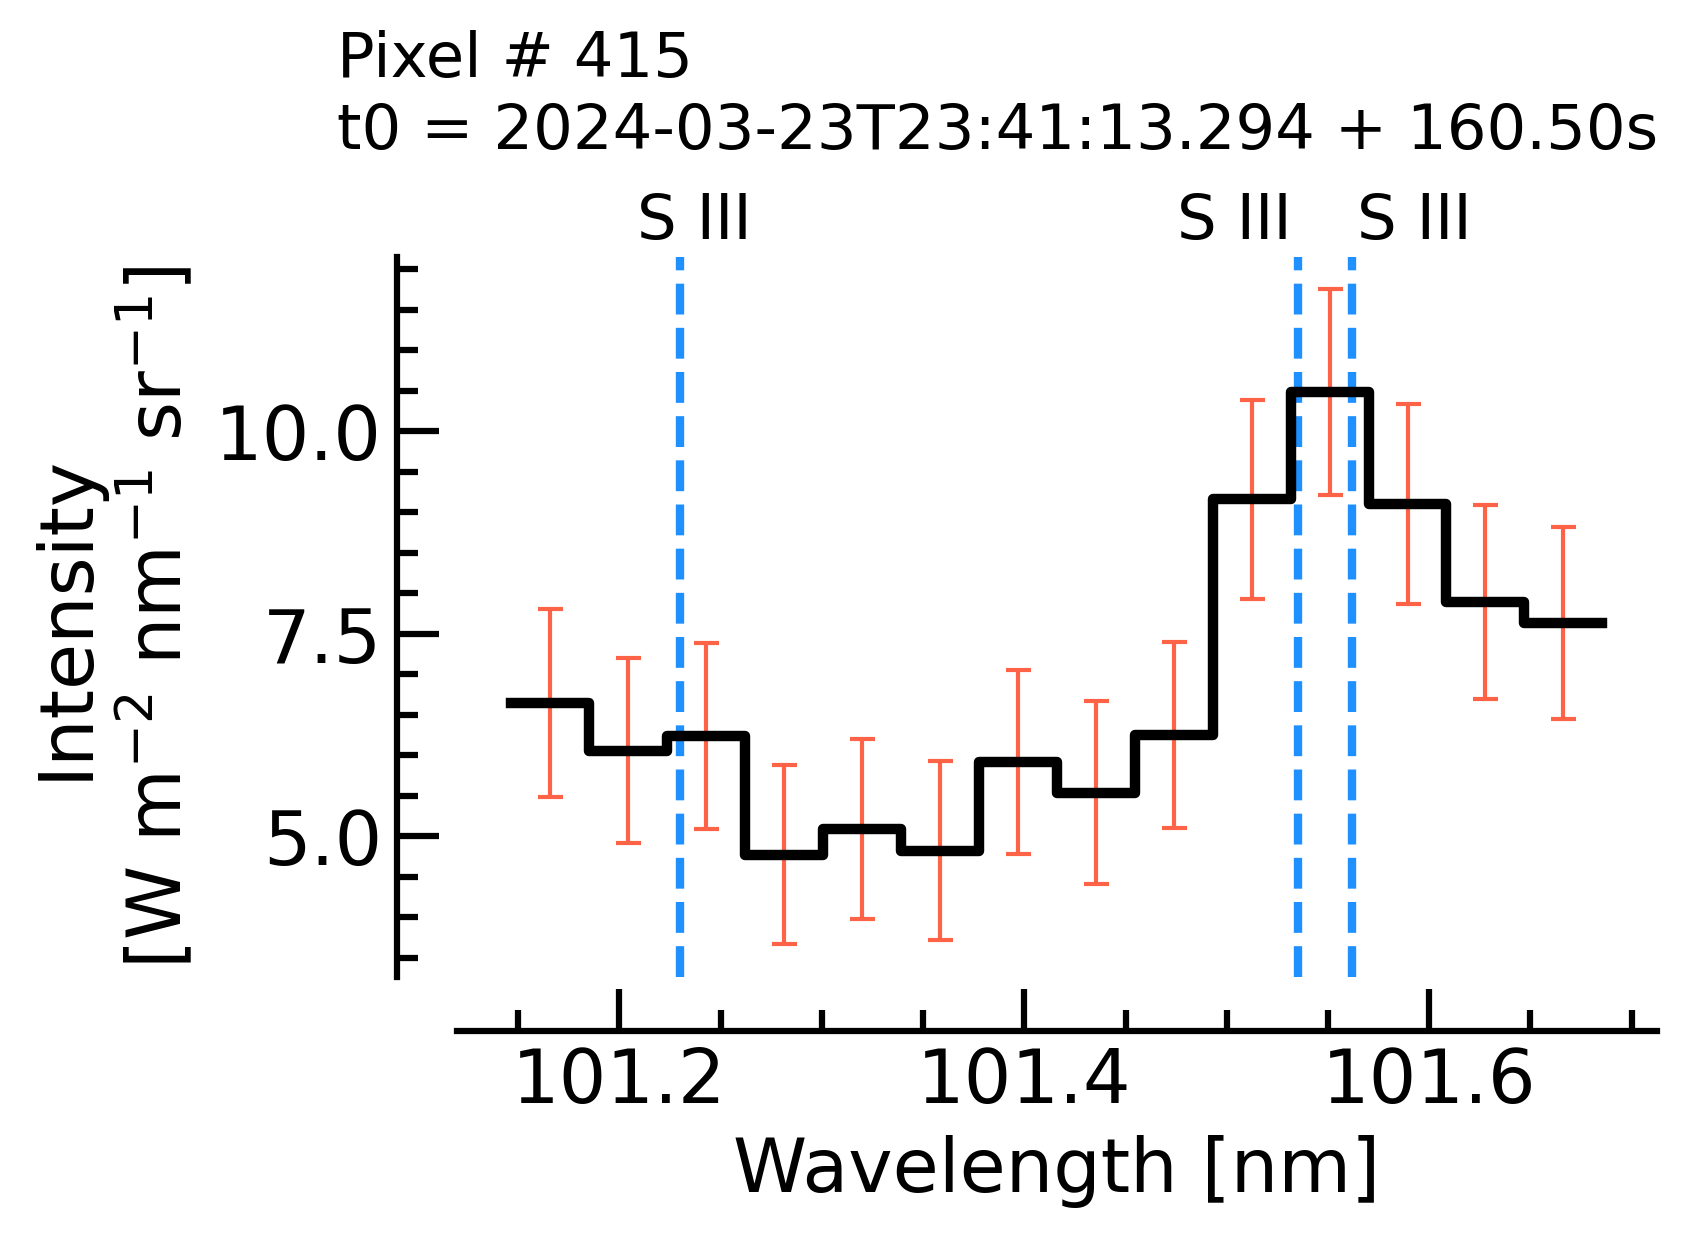 Pixel # 415
t0 = 2024-03-23T23:41:13.294 + 160.50s
S III S III S III
Intensity
[W m⁻² nm⁻¹ sr⁻¹]
10.0
7.5
5.0
101.2 101.4 101.6
Wavelength [nm]